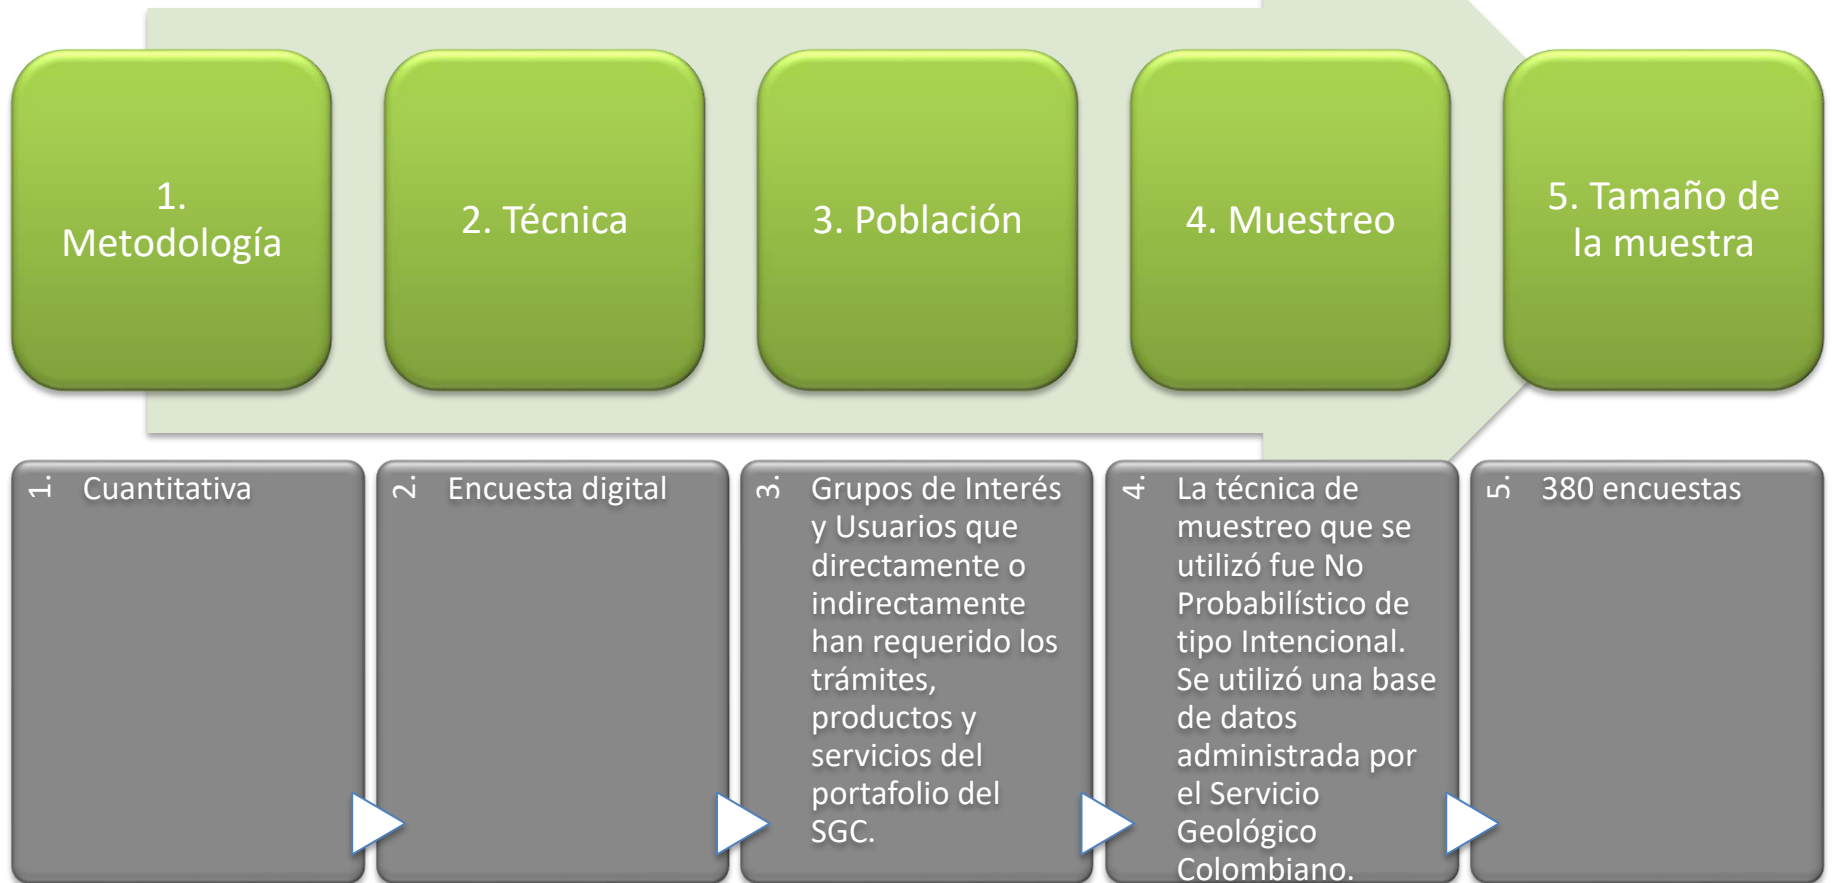 1.
Metodología
2. Técnica
3. Población
4. Muestreo
5. Tamaño de
la muestra
1. Cuantitativa
2. Encuesta digital
3. Grupos de Interés
y Usuarios que
directamente o
indirectamente
han requerido los
trámites,
productos y
servicios del
portafolio del
SGC.
4. La técnica de
muestreo que se
utilizó fue No
Probabilístico de
tipo Intencional.
Se utilizó una base
de datos
administrada por
el Servicio
Geológico
Colombiano.
5. 380 encuestas